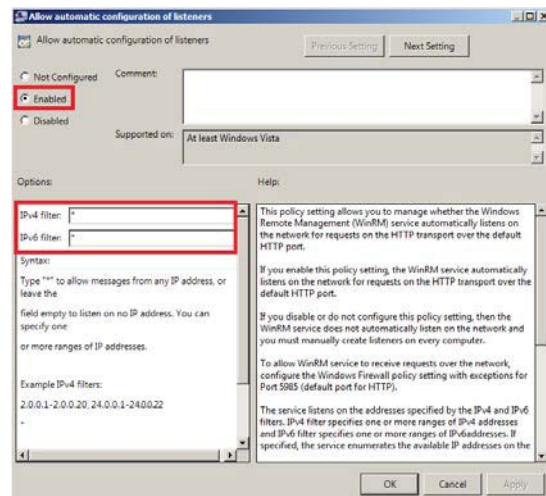 Allow automatic configuration of listeners
Allow automatic configuration of listeners
Previous Setting
Next Setting
Not Configured
Comment:
Enabled
Disabled
Supported on:
At least Windows Vista
Options:
Help:
IPv4 filter: *
IPv6 filter: *
Syntax:
Type "*" to allow messages from any IP address, or
leave the
field empty to listen on no IP address. You can
specify one
or more ranges of IP addresses.
Example IPv4 filters:
2.0.0.1-2.0.0.20, 24.0.0.1-24.0.0.22
*
This policy setting allows you to manage whether the Windows
Remote Management (WinRM) service automatically listens on
the network for requests on the HTTP transport over the default
HTTP port.
If you enable this policy setting, the WinRM service automatically
listens on the network for requests on the HTTP transport over the
default HTTP port.
If you disable or do not configure this policy setting, then the
WinRM service does not automatically listen on the network and
you must manually create listeners on every computer.
To allow WinRM service to receive requests over the network,
configure the Windows Firewall policy setting with exceptions for
Port 5985 (default port for HTTP).
The service listens on the addresses specified by the IPv4 and IPv6
filters. IPv4 filter specifies one or more ranges of IPv4 addresses
and IPv6 filter specifies one or more ranges of IPv6addresses. If
specified, the service enumerates the available IP addresses on the
OK
Cancel
Apply